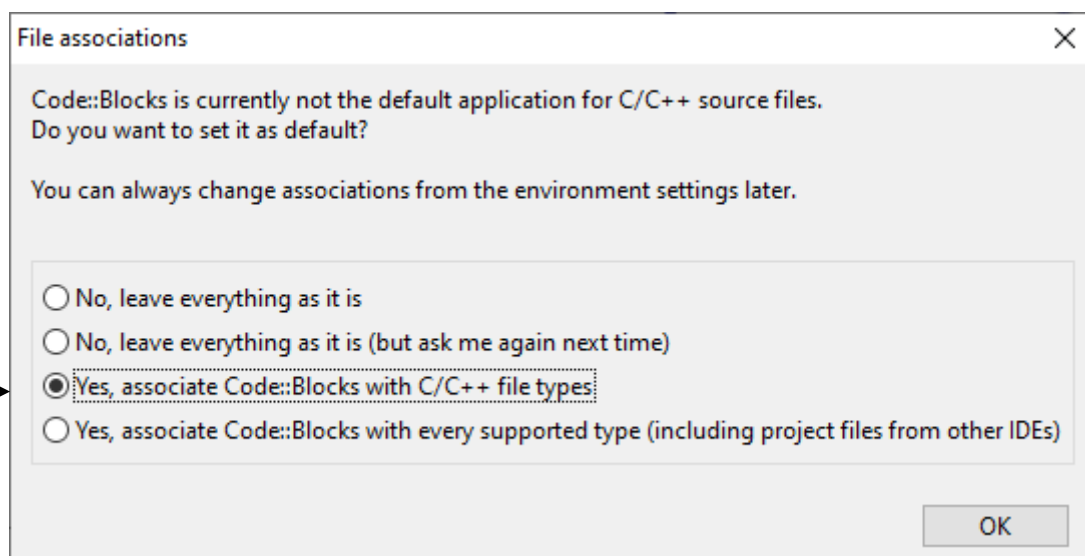 File associations
Code::Blocks is currently not the default application for C/C++ source files.
Do you want to set it as default?
You can always change associations from the environment settings later.
No, leave everything as it is
No, leave everything as it is (but ask me again next time)
Yes, associate Code::Blocks with C/C++ file types
Yes, associate Code::Blocks with every supported type (including project files from other IDEs)
OK